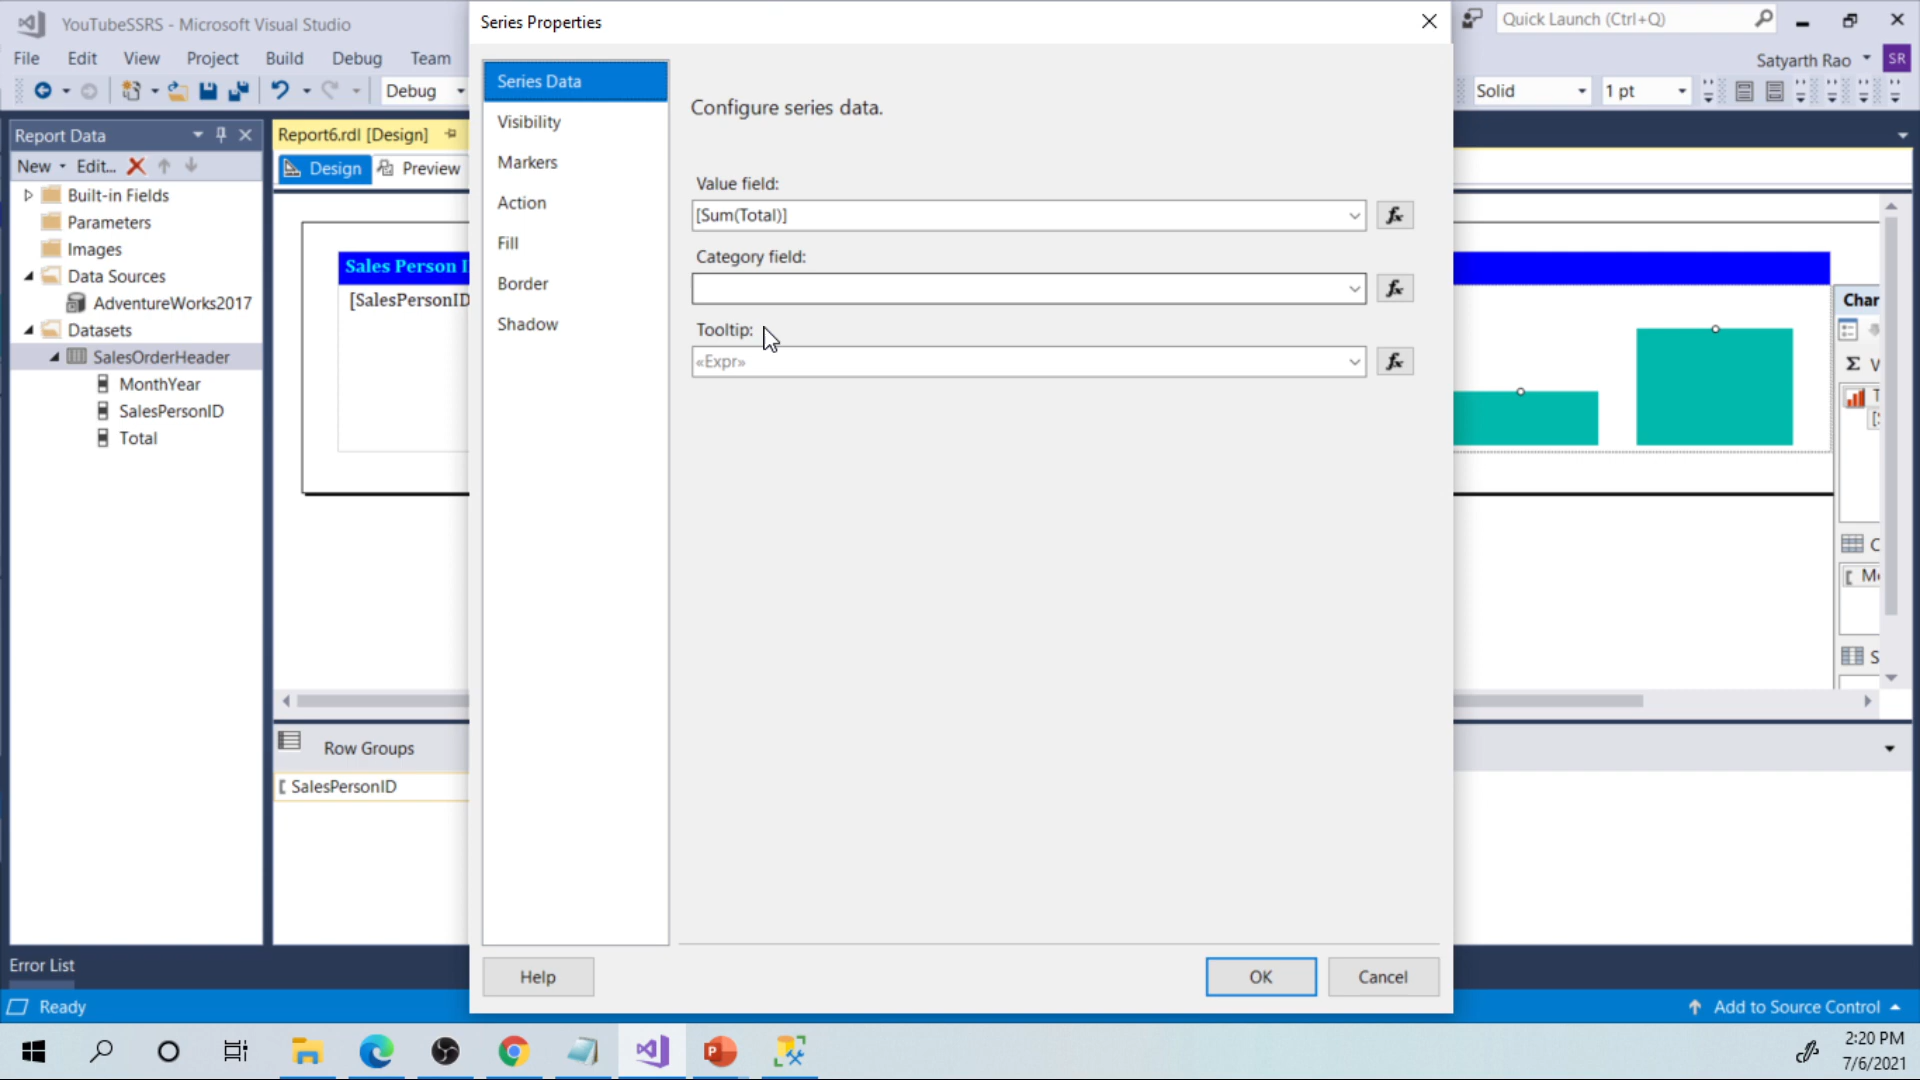 YouTubeSSRS - Microsoft Visual Studio
Quick Launch (Ctrl+Q)
File Edit View Project Build Debug Team
Satyarth Rao SR
Debug
Solid 1 pt
Report Data
New Edit...
Built-in Fields
Parameters
Images
Data Sources
AdventureWorks2017
Datasets
SalesOrderHeader
MonthYear
SalesPersonID
Total
Report6.rdl [Design]
Design Preview
Sales Person I
[SalesPersonID
Series Properties
Series Data
Visibility
Markers
Action
Fill
Border
Shadow
Configure series data.
Value field:
[Sum(Total)]
fx
Category field:
fx
Tooltip:
«Expr»
fx
Help
OK
Cancel
Char
Σ V
T
[
C
M
S
Row Groups
SalesPersonID
Error List
Ready
Add to Source Control
2:20 PM
7/6/2021